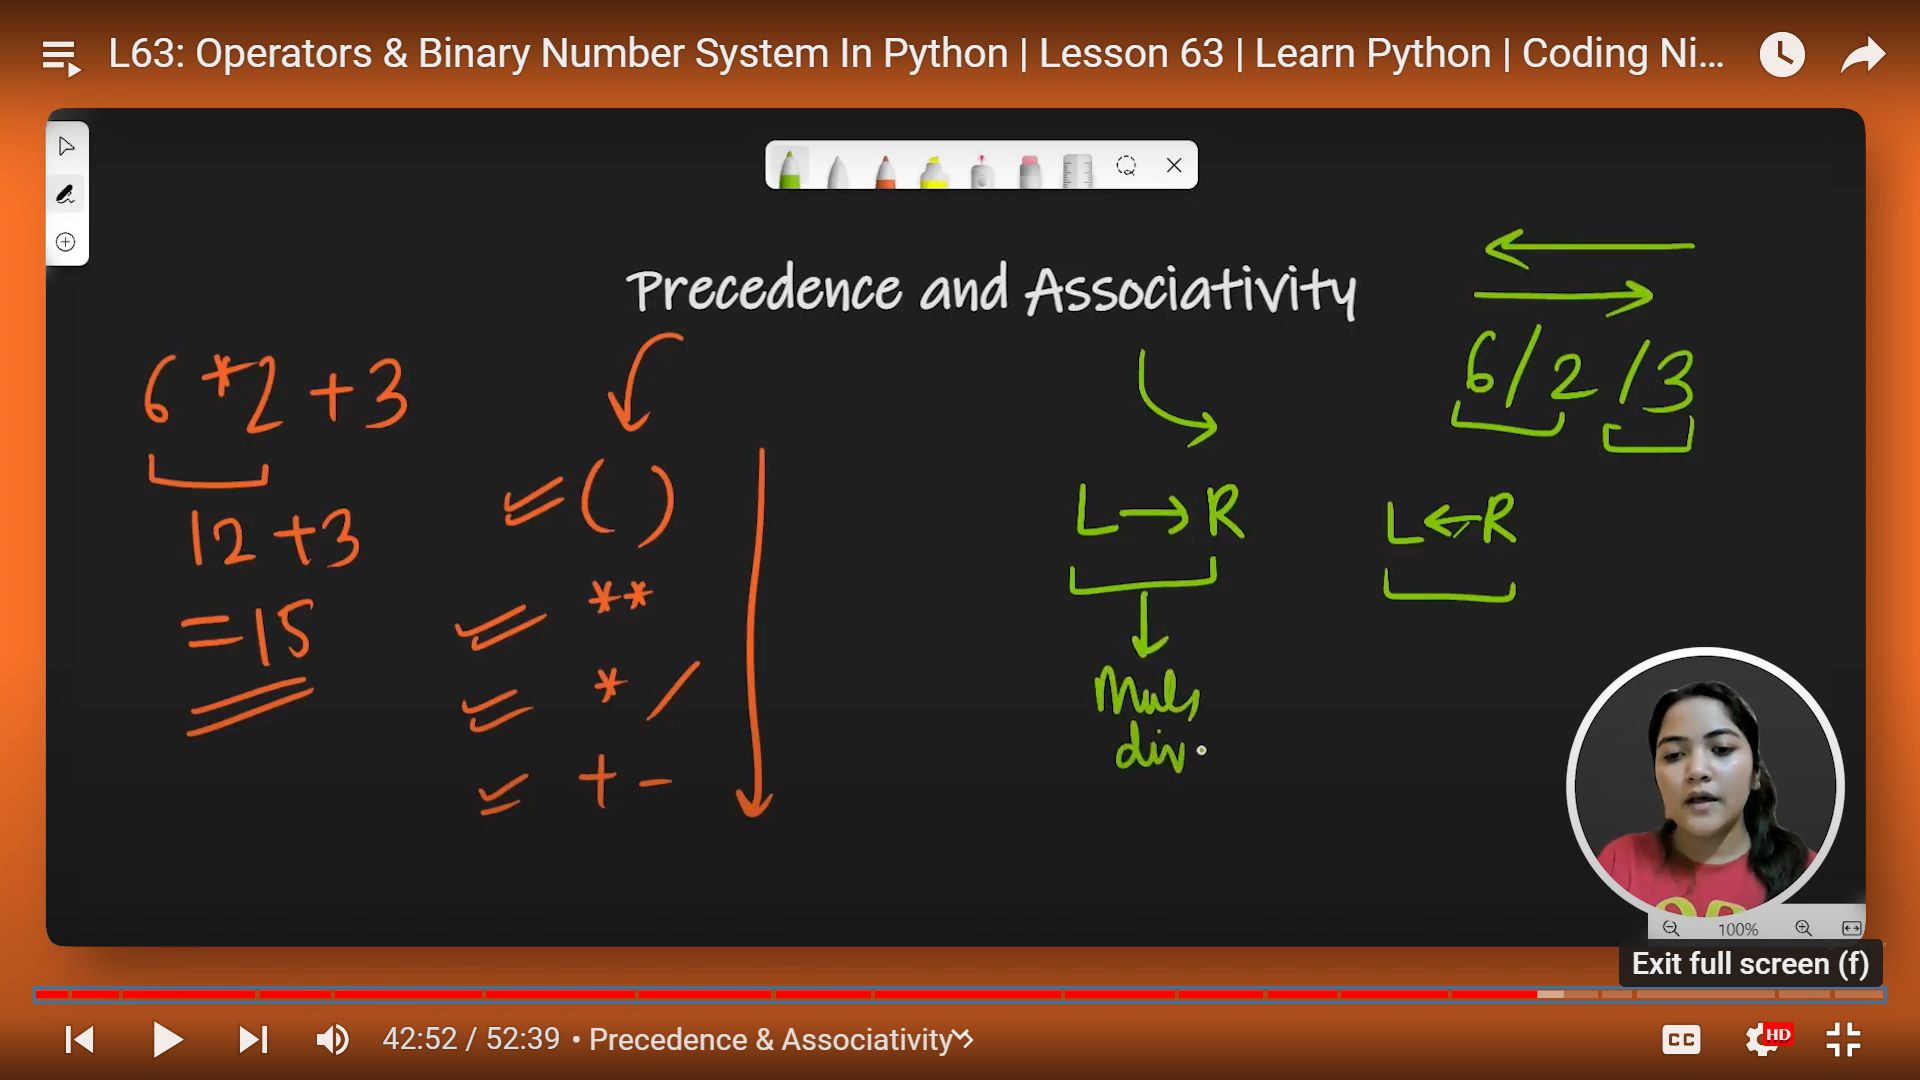 L63: Operators & Binary Number System In Python | Lesson 63 | Learn Python | Coding Ni...
Precedence and Associativity
6 * 2 + 3
12 + 3
= 15
( )
**
* /
+ -
6 / 2 / 3
L → R
L ← R
Mul,
div
100%
Exit full screen (f)
42:52 / 52:39 • Precedence & Associativity
CC
HD